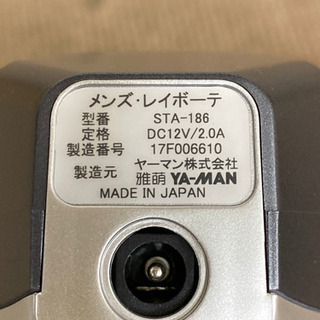 メンズ・レイボーテ
型番 STA-186
定格 DC12V/2.0A
製造番号 17F006610
製造元 ヤーマン株式会社
雅萌 YA-MAN
MADE IN JAPAN